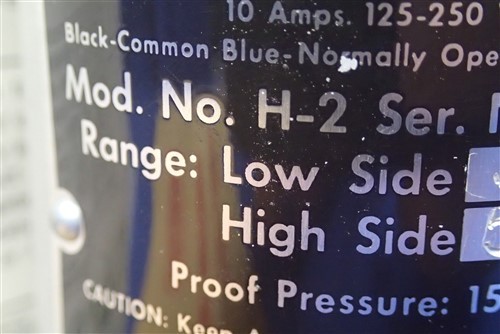 10 Amps. 125-250
Black-Common Blue-Normally Ope
Mod. No. H-2 Ser.
Range: Low Side
High Side
Proof Pressure: 15
CAUTION: Keep